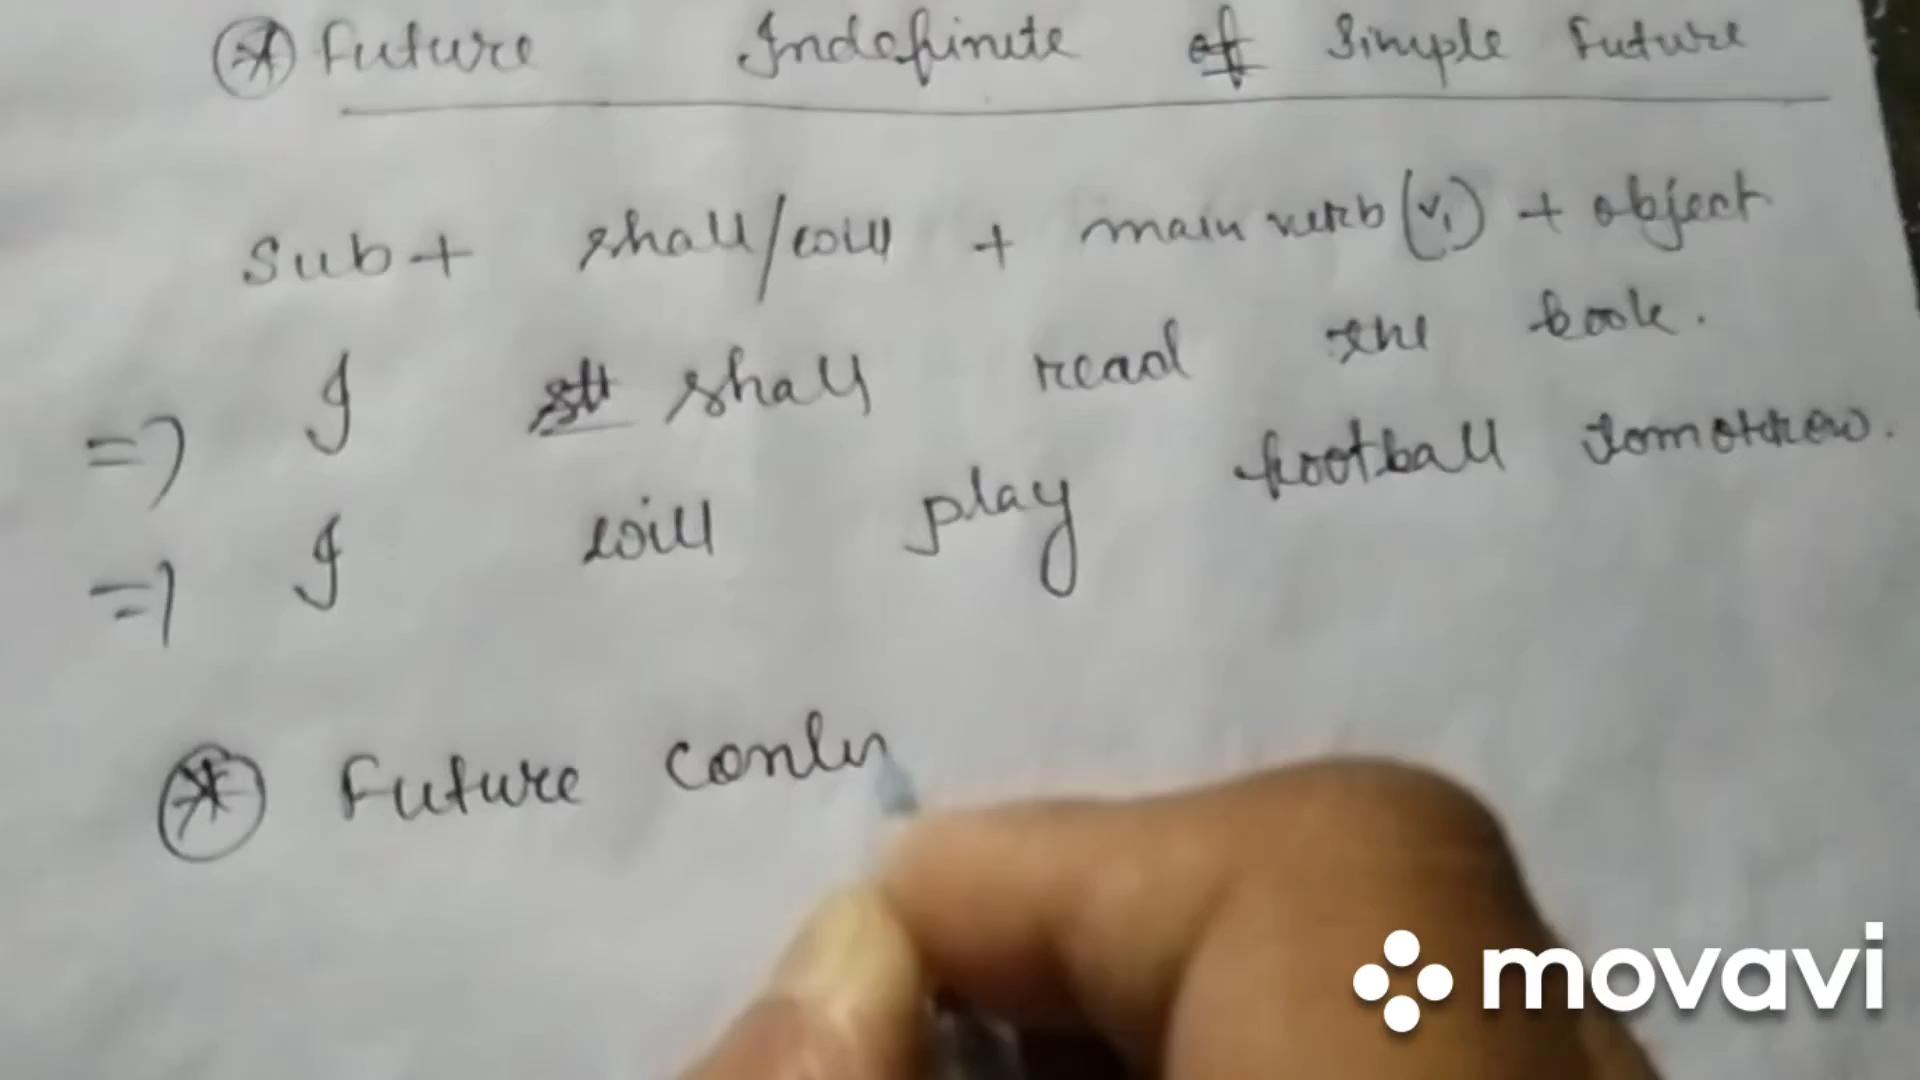 Future Indefinite of Simple Future
Sub + shall/will + main verb (v1) + object
=> I shall read the book.
=> I will play football tomorrow.
Future contin
movavi